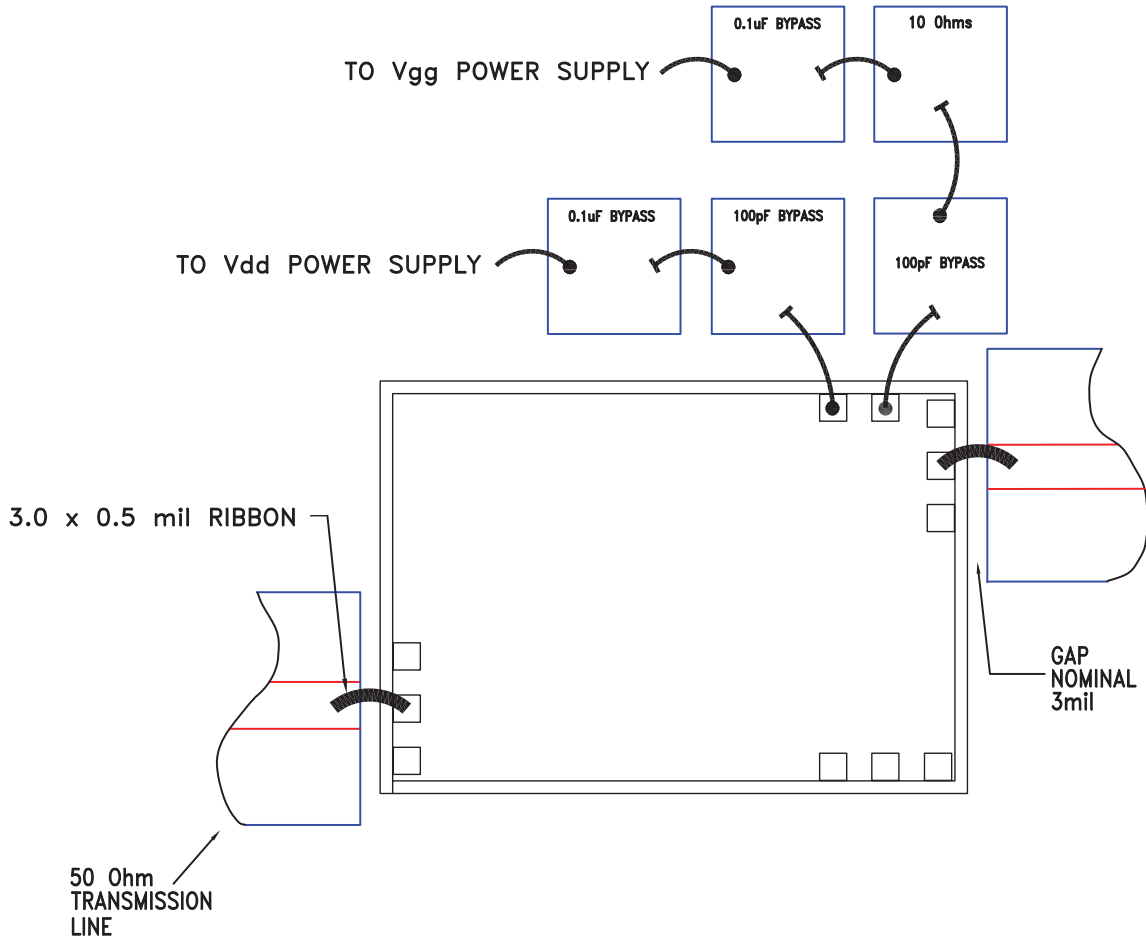 0.1uF BYPASS
10 Ohms
TO Vgg POWER SUPPLY
0.1uF BYPASS
100pF BYPASS
100pF BYPASS
TO Vdd POWER SUPPLY
3.0 x 0.5 mil RIBBON
GAP
NOMINAL
3mil
50 Ohm
TRANSMISSION
LINE